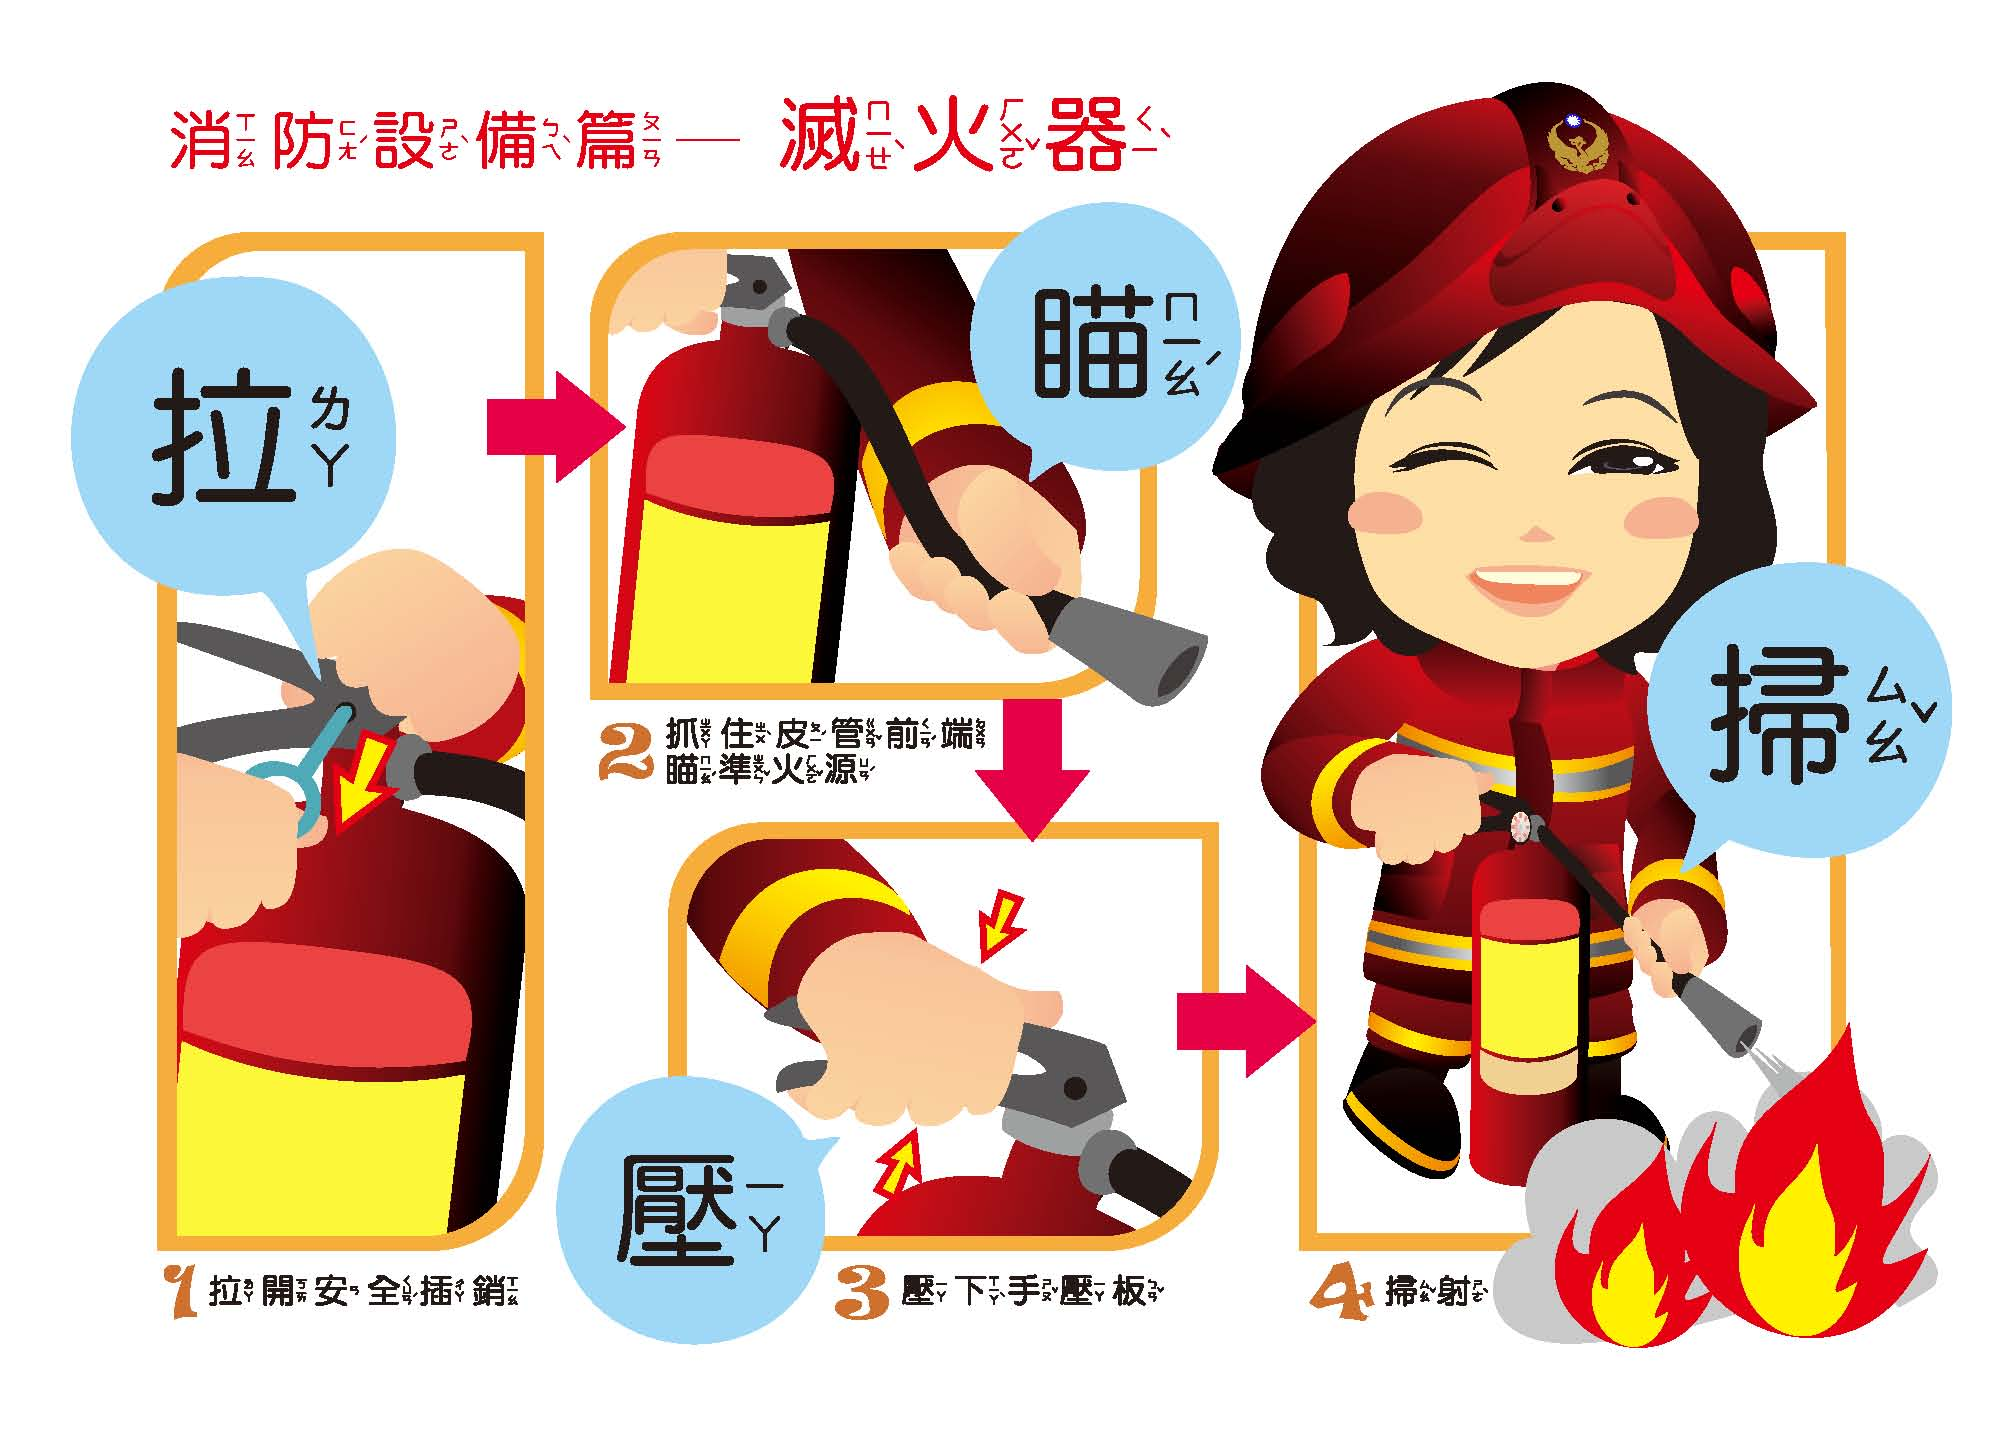 消防設備篇——滅火器
拉
瞄
壓
掃
1 拉開安全插銷
2 抓住皮管前端
瞄準火源
3 壓下手壓板
4 掃射